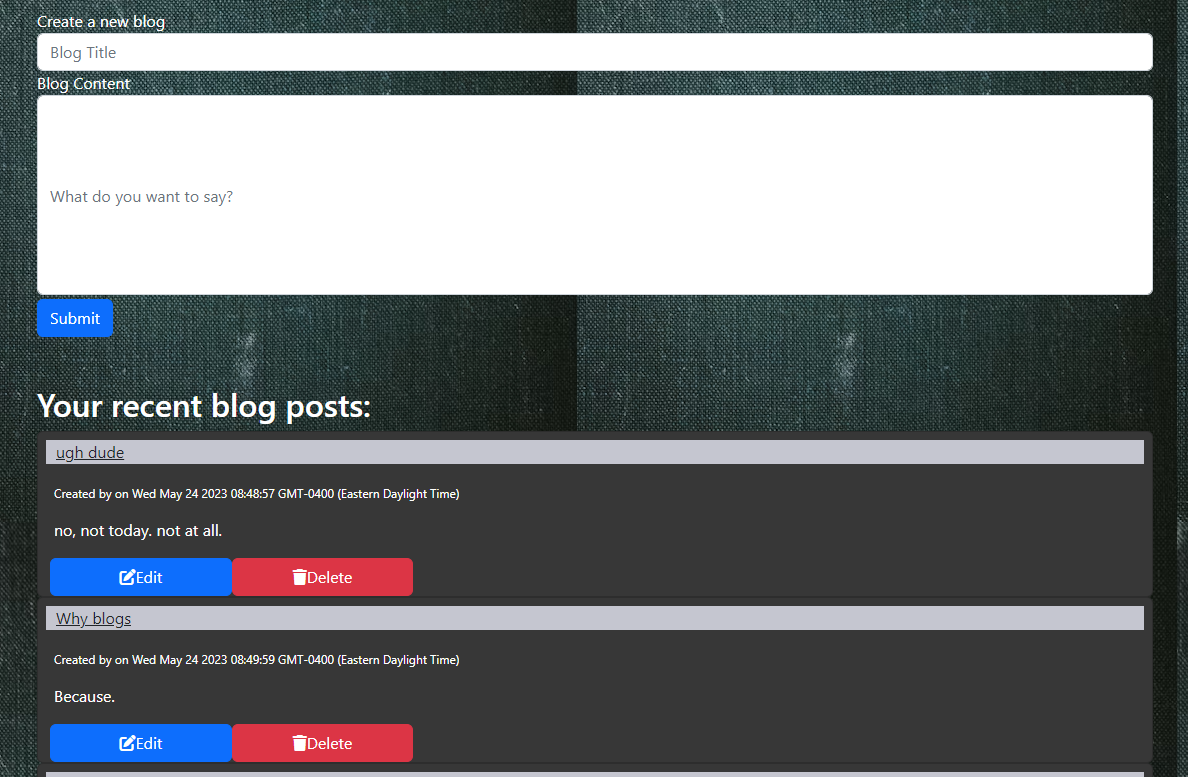 Create a new blog
Blog Title
Blog Content
What do you want to say?
Submit
Your recent blog posts:
ugh dude
Created by on Wed May 24 2023 08:48:57 GMT-0400 (Eastern Daylight Time)
no, not today. not at all.
Edit Delete
Why blogs
Created by on Wed May 24 2023 08:49:59 GMT-0400 (Eastern Daylight Time)
Because.
Edit Delete